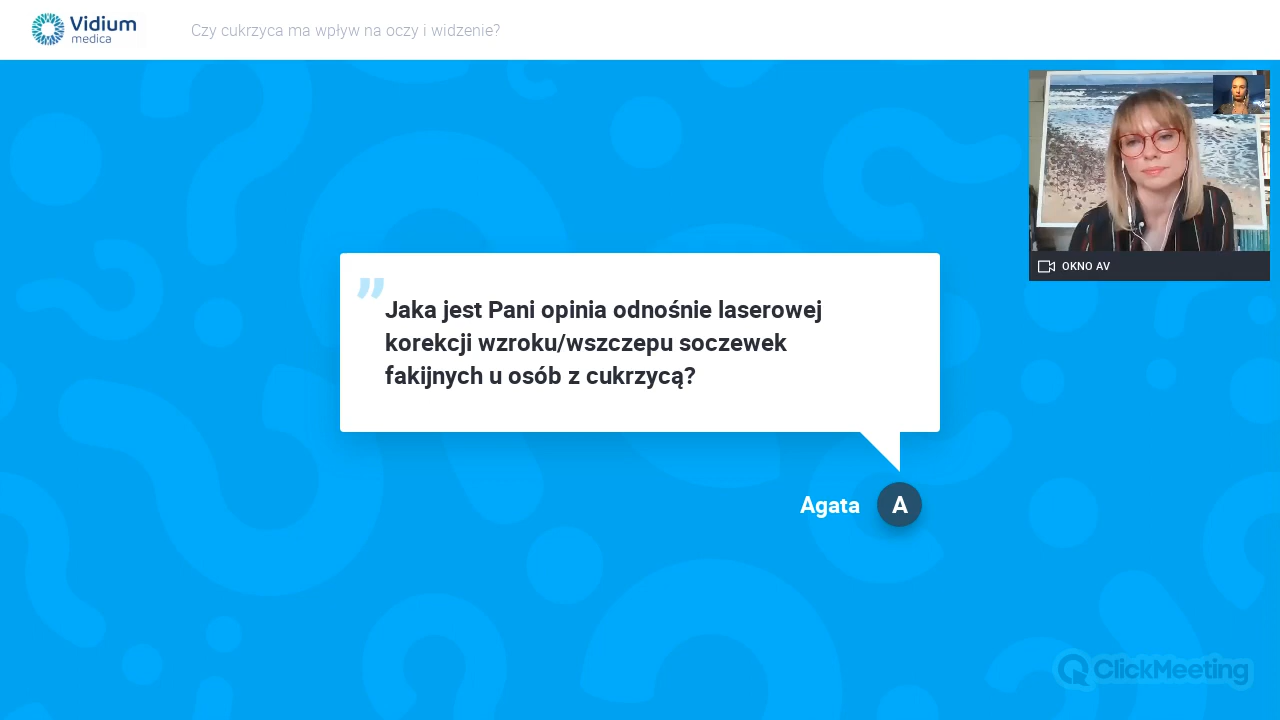 Vidium
medica
Czy cukrzyca ma wpływ na oczy i widzenie?
OKNO AV
”
Jaka jest Pani opinia odnośnie laserowej
korekcji wzroku/wszczepu soczewek
fakijnych u osób z cukrzycą?
Agata
A
ClickMeeting